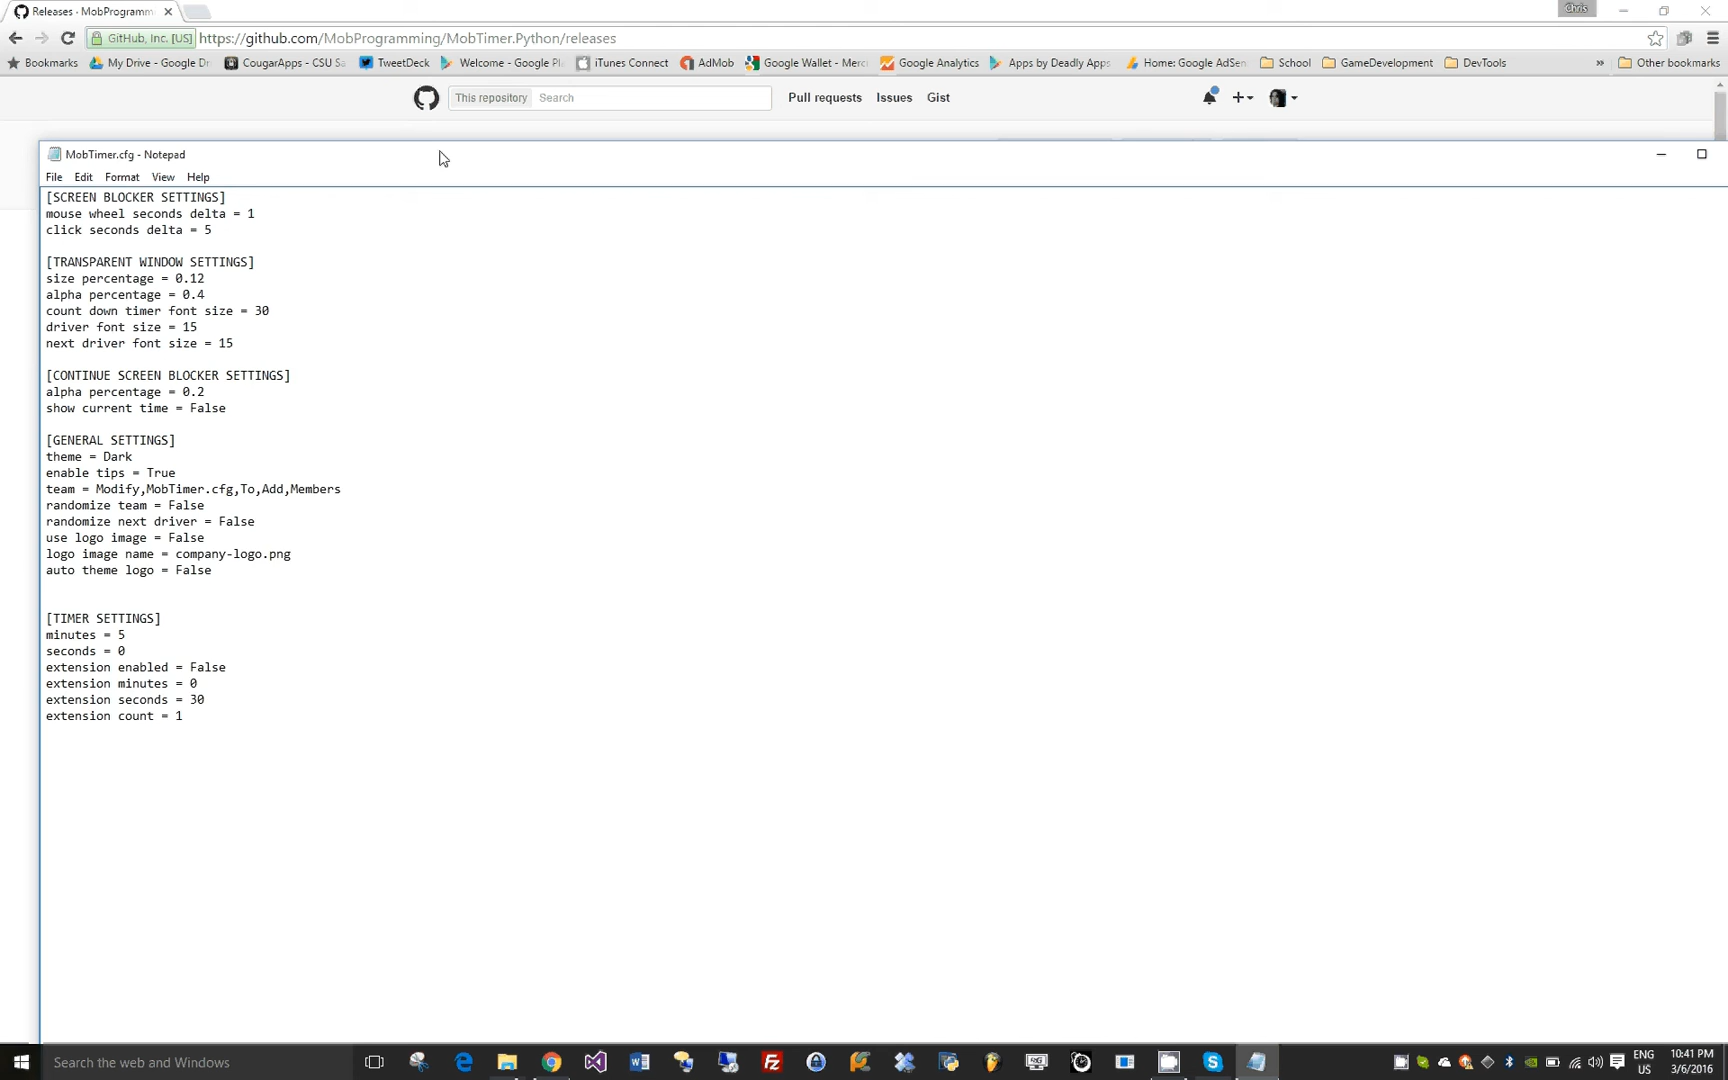 Releases · MobProgramm
Chris
GitHub, Inc. [US] https://github.com/MobProgramming/MobTimer.Python/releases
Bookmarks My Drive - Google Dr CougarApps - CSU Sa TweetDeck Welcome - Google Pl iTunes Connect AdMob Google Wallet - Merc Google Analytics Apps by Deadly Apps Home: Google AdSen School GameDevelopment DevTools » Other bookmarks
This repository Search Pull requests Issues Gist
MobTimer.cfg - Notepad
File Edit Format View Help
[SCREEN BLOCKER SETTINGS]
mouse wheel seconds delta = 1
click seconds delta = 5
[TRANSPARENT WINDOW SETTINGS]
size percentage = 0.12
alpha percentage = 0.4
count down timer font size = 30
driver font size = 15
next driver font size = 15
[CONTINUE SCREEN BLOCKER SETTINGS]
alpha percentage = 0.2
show current time = False
[GENERAL SETTINGS]
theme = Dark
enable tips = True
team = Modify,MobTimer.cfg,To,Add,Members
randomize team = False
randomize next driver = False
use logo image = False
logo image name = company-logo.png
auto theme logo = False
[TIMER SETTINGS]
minutes = 5
seconds = 0
extension enabled = False
extension minutes = 0
extension seconds = 30
extension count = 1
Search the web and Windows
ENG 10:41 PM
US 3/6/2016